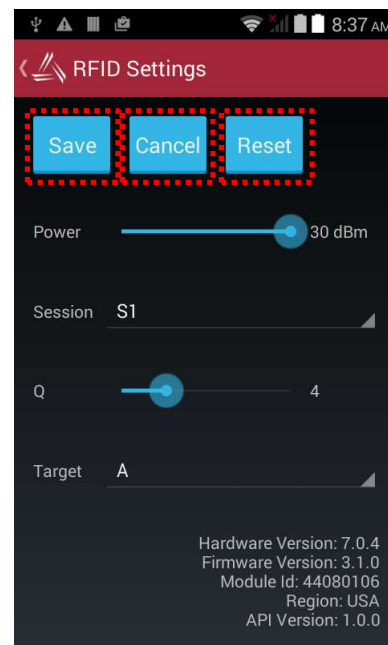 8:37 AM
RFID Settings
Save Cancel Reset
Power 30 dBm
Session S1
Q 4
Target A
Hardware Version: 7.0.4
Firmware Version: 3.1.0
Module Id: 44080106
Region: USA
API Version: 1.0.0